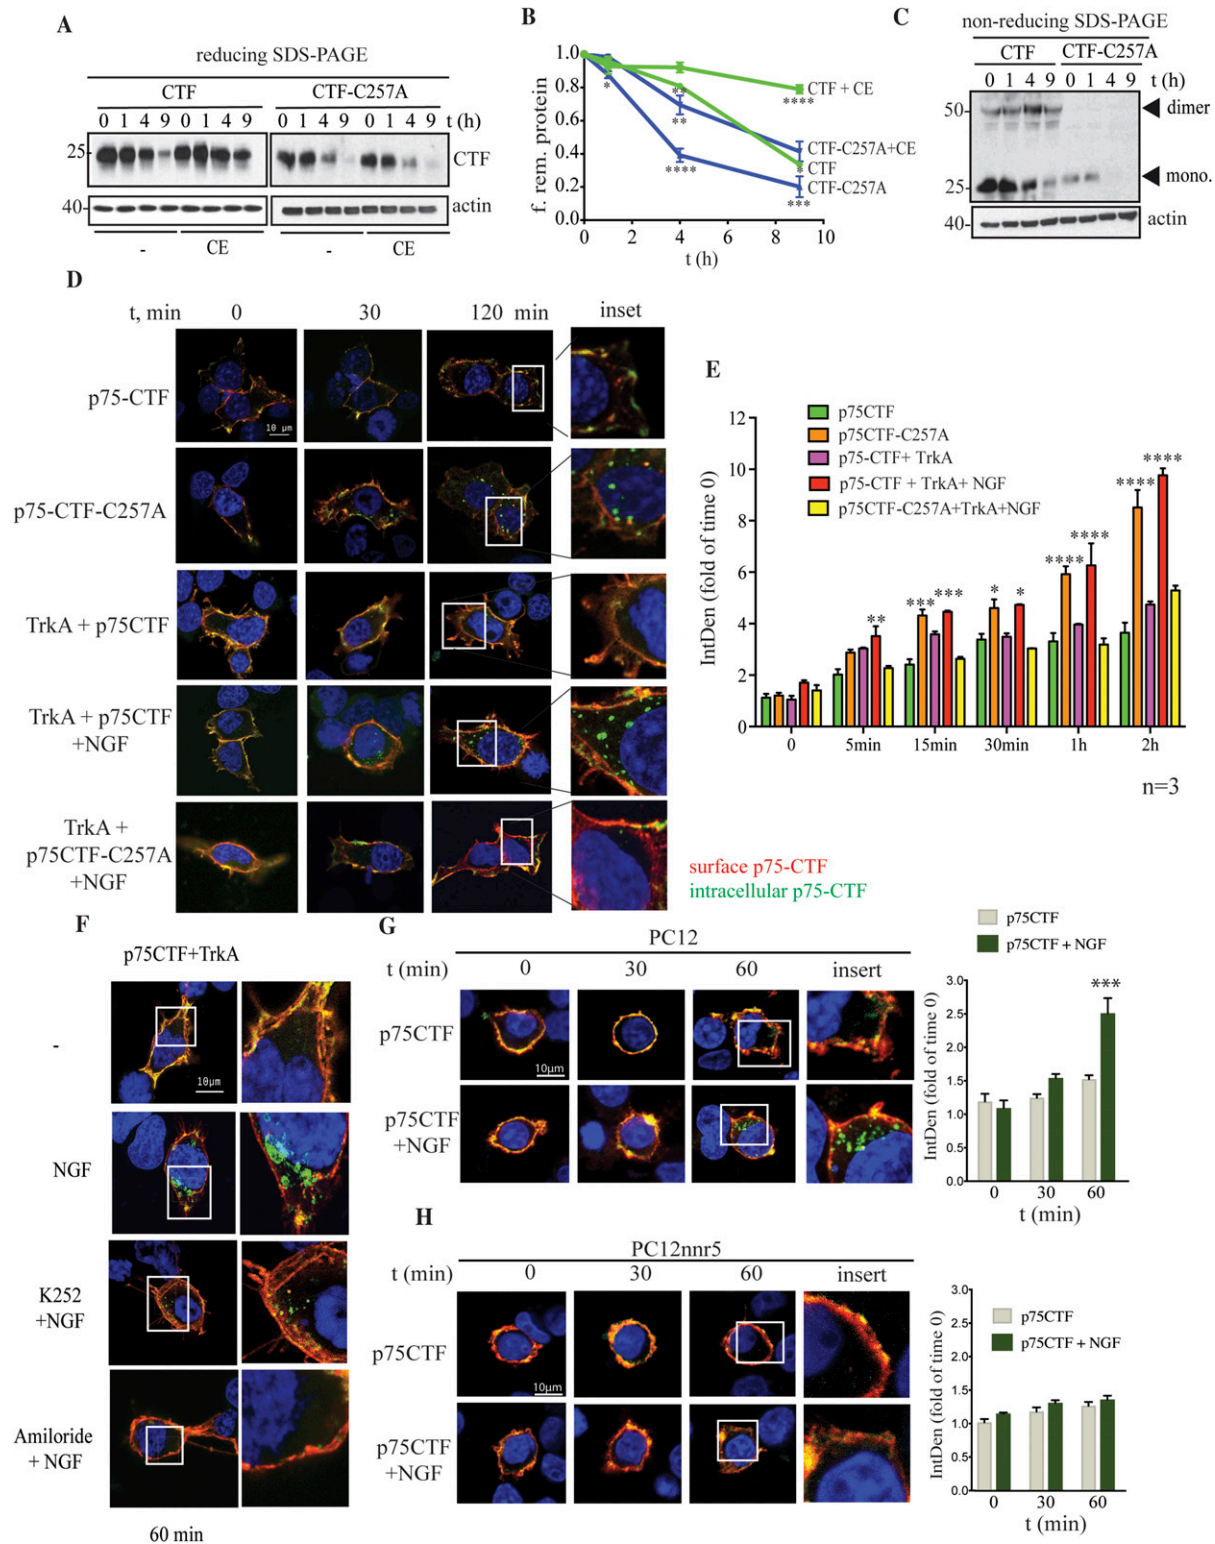 A
reducing SDS-PAGE
CTF CTF-C257A
0 1 4 9 0 1 4 9 0 1 4 9 0 1 4 9 t (h)
25
CTF
40
actin
- CE - CE
B
f. rem. protein
1.0
0.8
0.6
0.4
0.2
0.0
0 2 4 6 8 10
t (h)
*
**
**
****
****
*
***
CTF + CE
CTF-C257A+CE
CTF
CTF-C257A
C
non-reducing SDS-PAGE
CTF CTF-C257A
0 1 4 9 0 1 4 9 t (h)
50
dimer
25
mono.
40
actin
D
t, min 0 30 120 min inset
p75-CTF
10 µm
p75-CTF-C257A
TrkA + p75CTF
TrkA + p75CTF
+NGF
TrkA +
p75CTF-C257A
+NGF
surface p75-CTF
intracellular p75-CTF
E
p75CTF
p75CTF-C257A
p75-CTF+ TrkA
p75-CTF + TrkA+ NGF
p75CTF-C257A+TrkA+NGF
IntDen (fold of time 0)
12
10
8
6
4
2
0
**
*** ***
* *
**** ****
**** ****
0 5min 15min 30min 1h 2h
n=3
F
p75CTF+TrkA
-
10µm
NGF
K252
+NGF
Amiloride
+ NGF
60 min
G
PC12
t (min) 0 30 60 insert
p75CTF
10µm
p75CTF
+NGF
p75CTF
p75CTF + NGF
IntDen (fold of time 0)
3.0
2.5
2.0
1.5
1.0
0.5
0.0
***
0 30 60
t (min)
H
PC12nnr5
t (min) 0 30 60 insert
p75CTF
10µm
p75CTF
+NGF
p75CTF
p75CTF + NGF
IntDen (fold of time 0)
3.0
2.5
2.0
1.5
1.0
0.5
0.0
0 30 60
t (min)